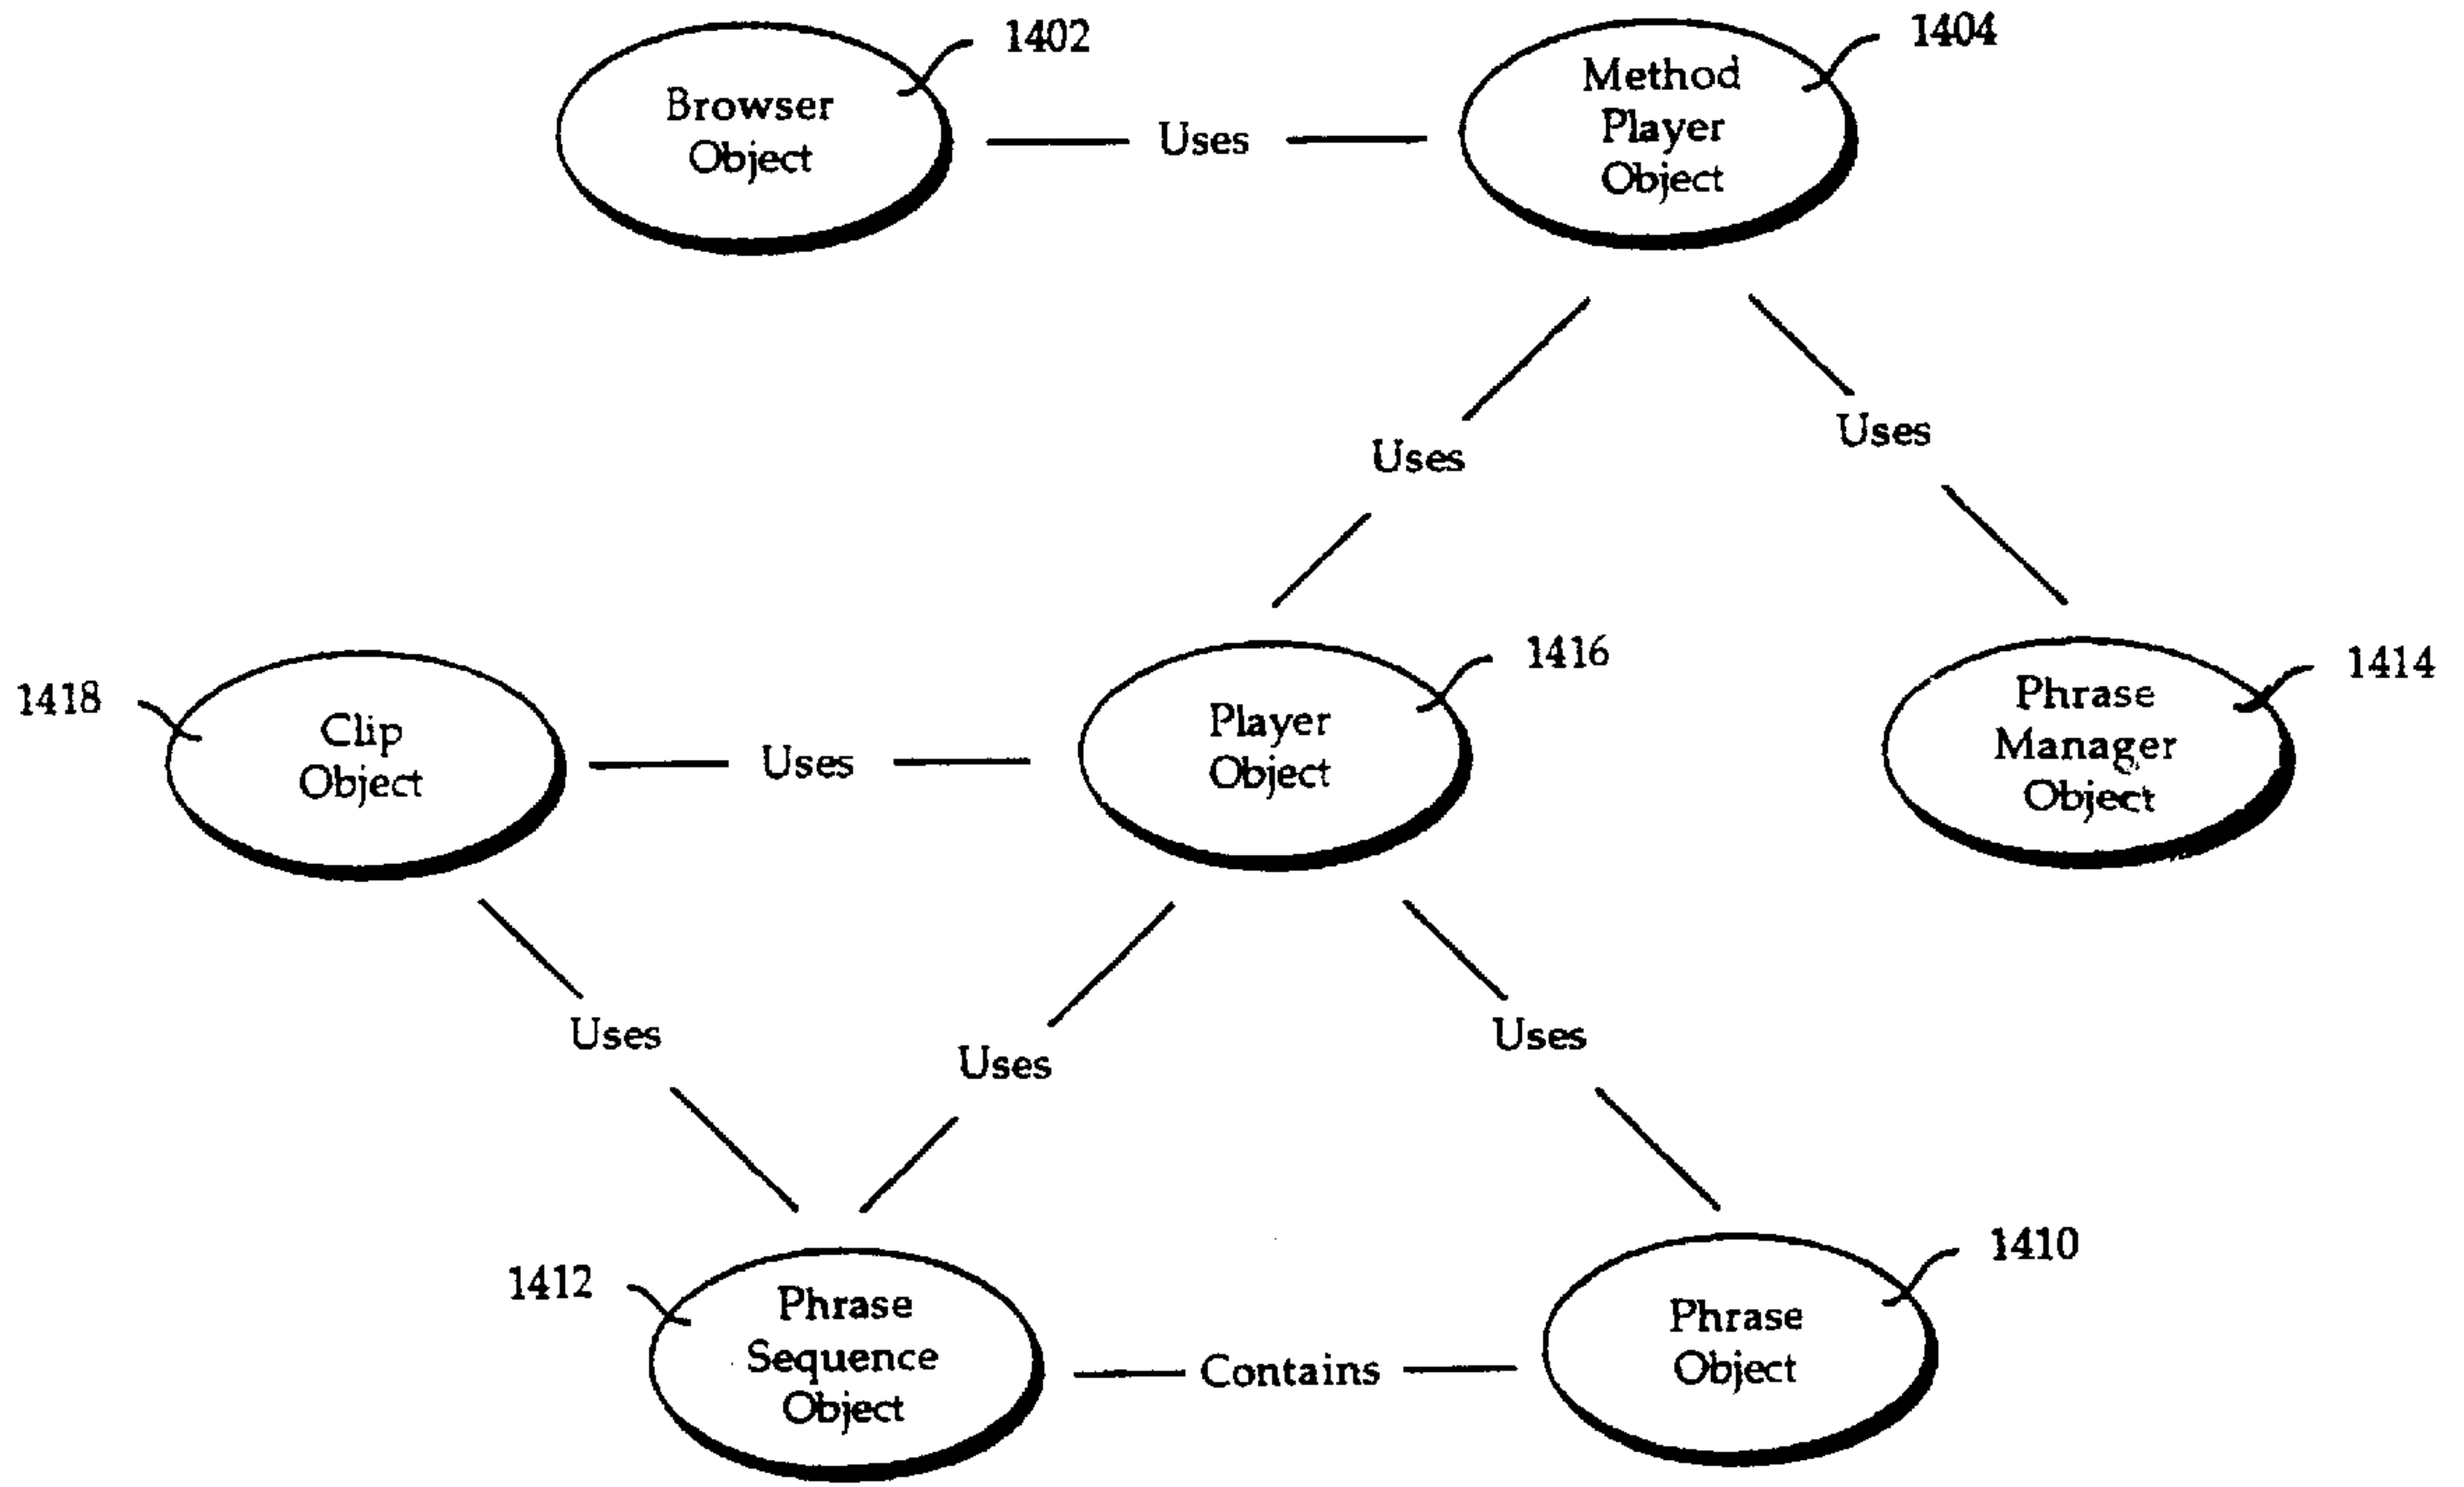 1402
1404
Browser
Object
Uses
Method
Player
Object
Uses
Uses
1418
Clip
Object
Uses
1416
Player
Object
1414
Phrase
Manager
Object
Uses
Uses
Uses
1412
Phrase
Sequence
Object
Contains
1410
Phrase
Object